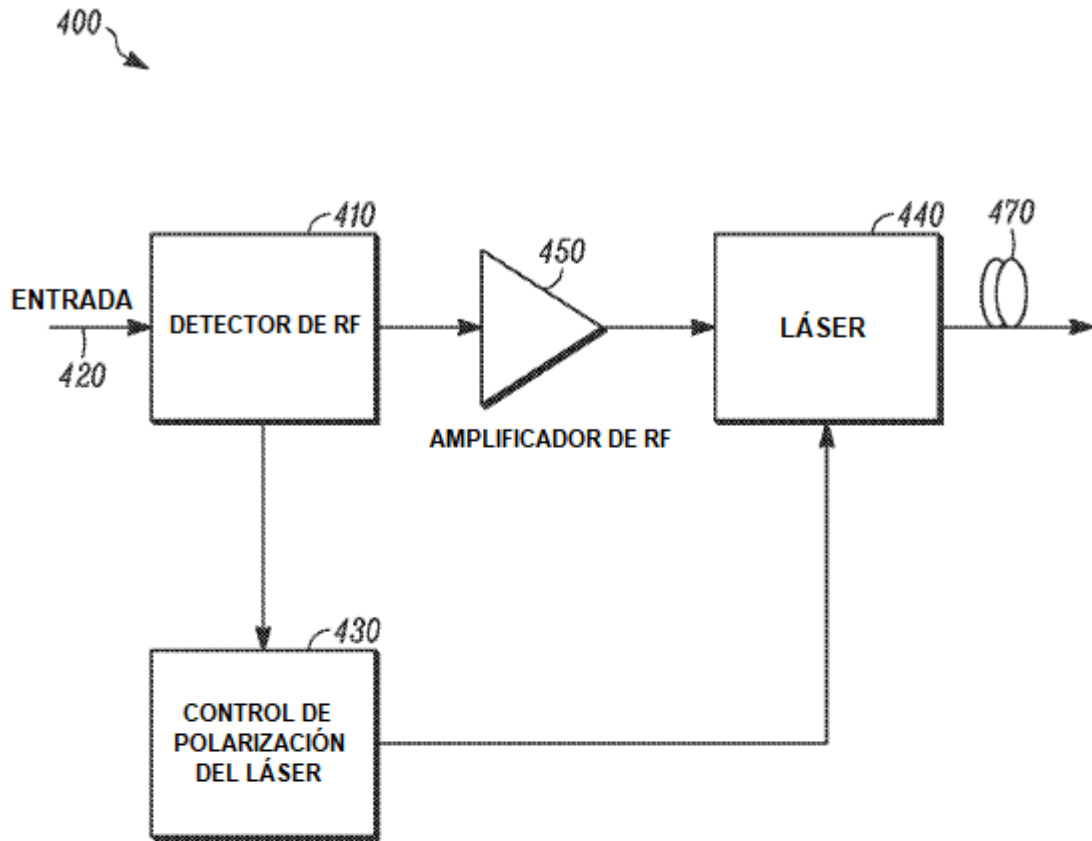 400
410
440
470
450
ENTRADA
DETECTOR DE RF
LÁSER
420
AMPLIFICADOR DE RF
430
CONTROL DE
POLARIZACIÓN
DEL LÁSER